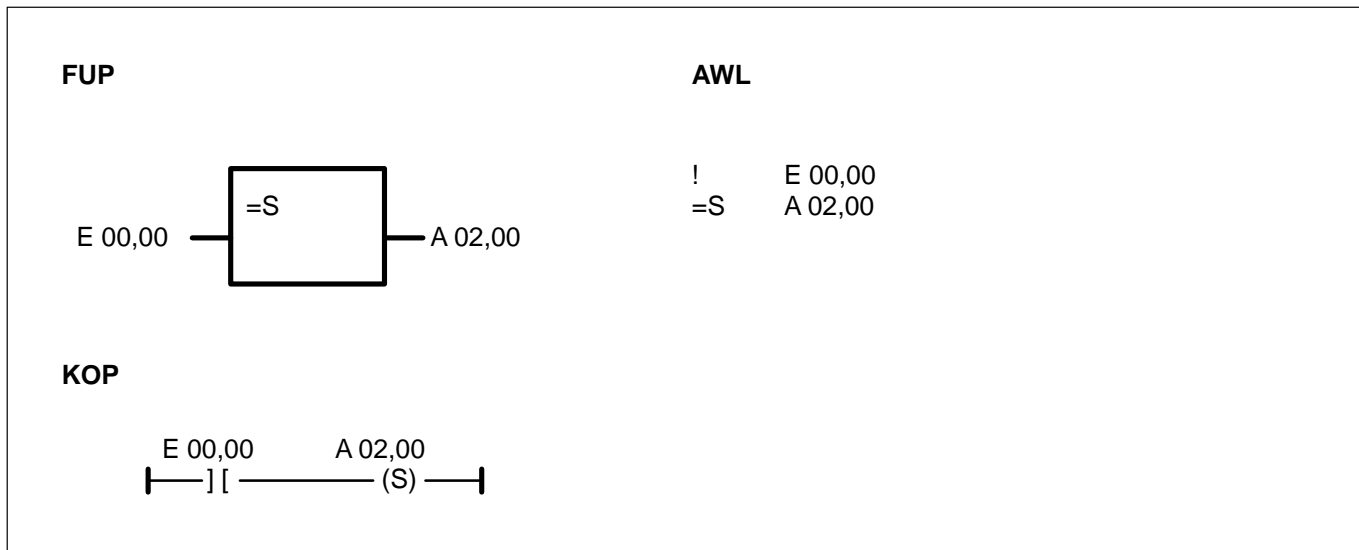 FUP
=S
E 00,00 A 02,00
KOP
E 00,00 A 02,00
] [ (S)
AWL
! E 00,00
=S A 02,00